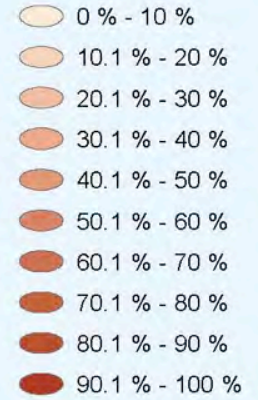 0 % - 10 %
10.1 % - 20 %
20.1 % - 30 %
30.1 % - 40 %
40.1 % - 50 %
50.1 % - 60 %
60.1 % - 70 %
70.1 % - 80 %
80.1 % - 90 %
90.1 % - 100 %